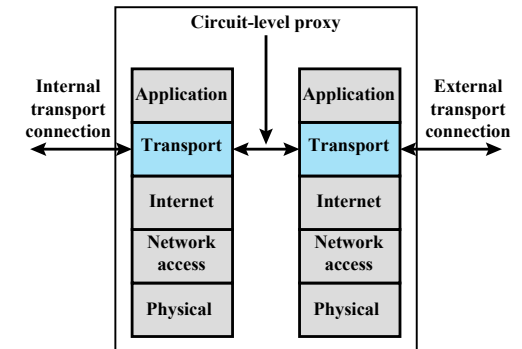 Circuit-level proxy
Internal
transport
connection
External
transport
connection
Application
Transport
Internet
Network
access
Physical
Application
Transport
Internet
Network
access
Physical